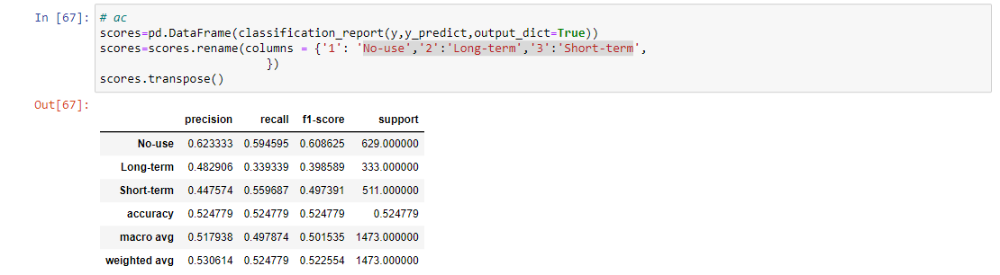 In [67]: # ac
scores=pd.DataFrame(classification_report(y,y_predict,output_dict=True))
scores=scores.rename(columns = {'1': 'No-use','2':'Long-term','3':'Short-term',
})
scores.transpose()
Out[67]:
precision recall f1-score support
No-use 0.623333 0.594595 0.608625 629.000000
Long-term 0.482906 0.339339 0.398589 333.000000
Short-term 0.447574 0.559687 0.497391 511.000000
accuracy 0.524779 0.524779 0.524779 0.524779
macro avg 0.517938 0.497874 0.501535 1473.000000
weighted avg 0.530614 0.524779 0.522554 1473.000000